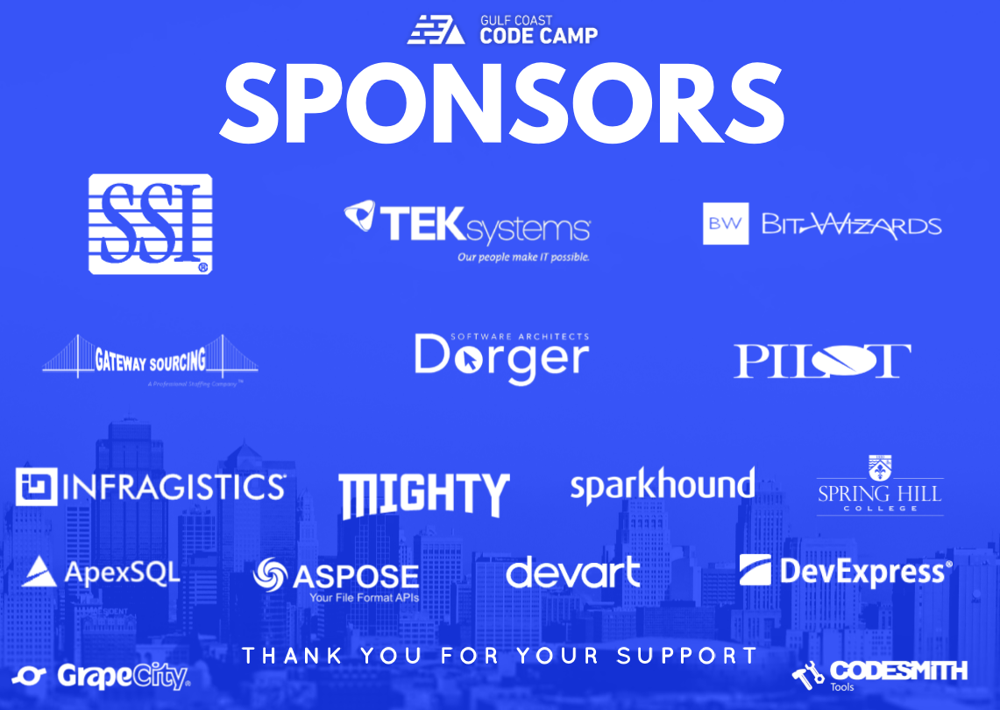 GULF COAST
CODE CAMP
SPONSORS
SSI
®
TEKsystems®
Our people make IT possible.
BW
BIT-WIZARDS
GATEWAY SOURCING
A Professional Staffing Company™
SOFTWARE ARCHITECTS
Dorger
PILOT
INFRAGISTICS®
MIGHTY
sparkhound
SPRING HILL
COLLEGE
ApexSQL
ASPOSE
Your File Format APIs
devart
DevExpress®
THANK YOU FOR YOUR SUPPORT
GrapeCity®
CODESMITH
Tools